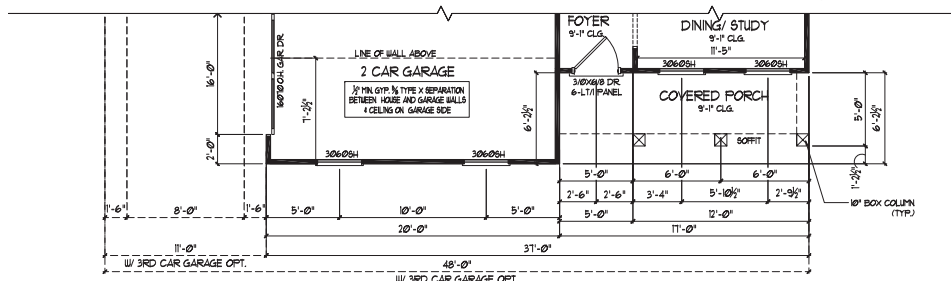 FOYER
9'-1" CLG.
DINING/ STUDY
9'-1" CLG.
11'-5"
LINE OF WALL ABOVE
2 CAR GARAGE
½" MIN. GYP. ⅝ TYPE X SEPARATION
BETWEEN HOUSE AND GARAGE WALLS
& CEILING ON GARAGE SIDE
16'-0"
16070 O.H. GAR DR.
7'-2½"
2'-0"
3060SH
3060SH
6'-2½"
3/0X6/8 DR.
6-LT/1 PANEL
3060SH
3060SH
COVERED PORCH
9'-1" CLG.
SOFFIT
5'-0"
6'-2½"
1'-2½"
10" BOX COLUMN
(TYP.)
5'-0"
6'-0"
6'-0"
2'-6"
2'-6"
3'-4"
5'-10½"
2'-9½"
1'-6"
8'-0"
1'-6"
5'-0"
10'-0"
5'-0"
5'-0"
12'-0"
20'-0"
17'-0"
11'-0"
37'-0"
W/ 3RD CAR GARAGE OPT.
48'-0"
W/ 3RD CAR GARAGE OPT.